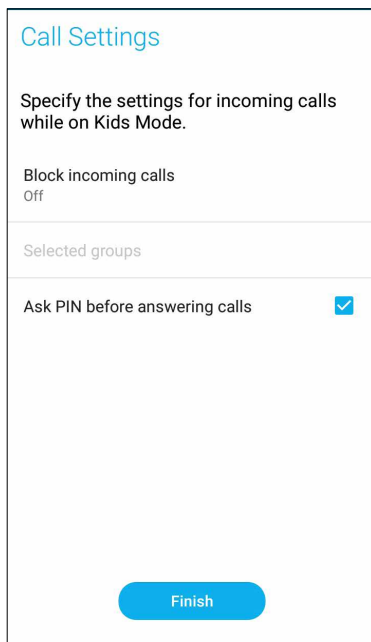 Call Settings
Specify the settings for incoming calls
while on Kids Mode.
Block incoming calls
Off
Selected groups
Ask PIN before answering calls
Finish